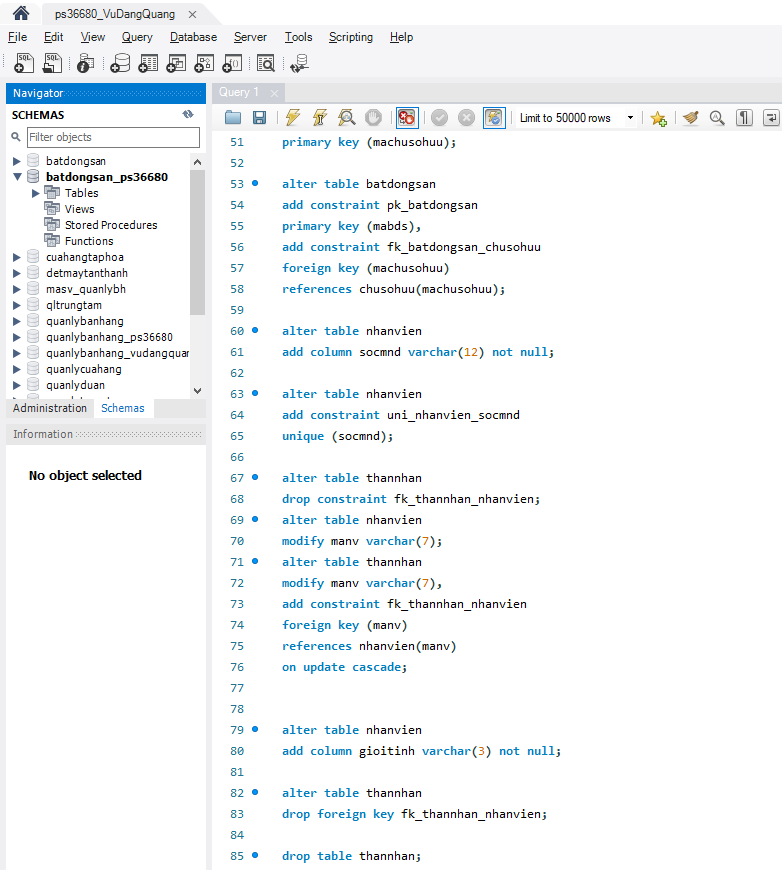 ps36680_VuDangQuang
File Edit View Query Database Server Tools Scripting Help
Navigator
SCHEMAS
Filter objects
batdongsan
batdongsan_ps36680
Tables
Views
Stored Procedures
Functions
cuahangtaphoa
detmaytanthanh
masv_quanlybh
qltrungtam
quanlybanhang
quanlybanhang_ps36680
quanlybanhang_vudangquar
quanlycuahang
quanlyduan
Administration Schemas
Information
No object selected
Query 1
Limit to 50000 rows
51 primary key (machusohuu);
52
53 alter table batdongsan
54 add constraint pk_batdongsan
55 primary key (mabds),
56 add constraint fk_batdongsan_chusohuu
57 foreign key (machusohuu)
58 references chusohuu(machusohuu);
59
60 alter table nhanvien
61 add column socmnd varchar(12) not null;
62
63 alter table nhanvien
64 add constraint uni_nhanvien_socmnd
65 unique (socmnd);
66
67 alter table thannhan
68 drop constraint fk_thannhan_nhanvien;
69 alter table nhanvien
70 modify manv varchar(7);
71 alter table thannhan
72 modify manv varchar(7),
73 add constraint fk_thannhan_nhanvien
74 foreign key (manv)
75 references nhanvien(manv)
76 on update cascade;
77
78
79 alter table nhanvien
80 add column gioitinh varchar(3) not null;
81
82 alter table thannhan
83 drop foreign key fk_thannhan_nhanvien;
84
85 drop table thannhan;